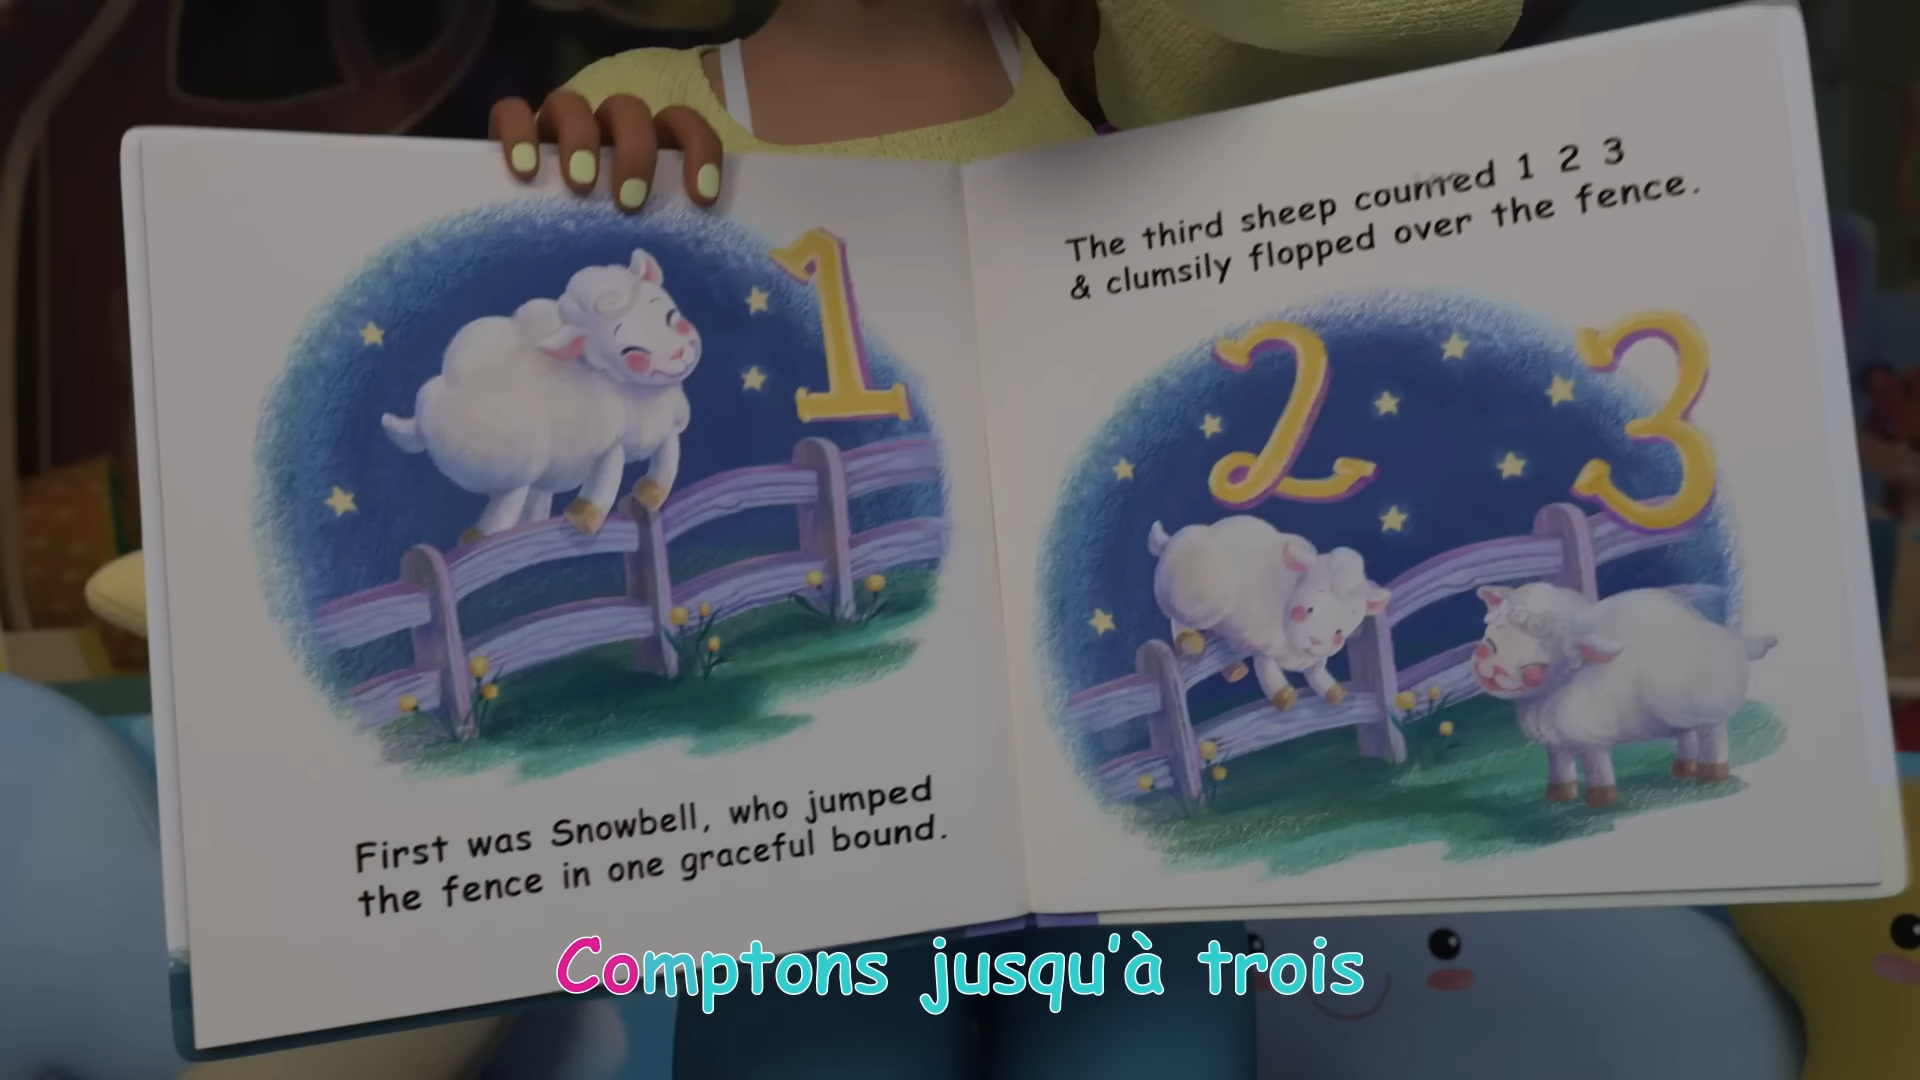 1
First was Snowbell, who jumped
the fence in one graceful bound.
The third sheep counted 1 2 3
& clumsily flopped over the fence.
2 3
Comptons jusqu'à trois